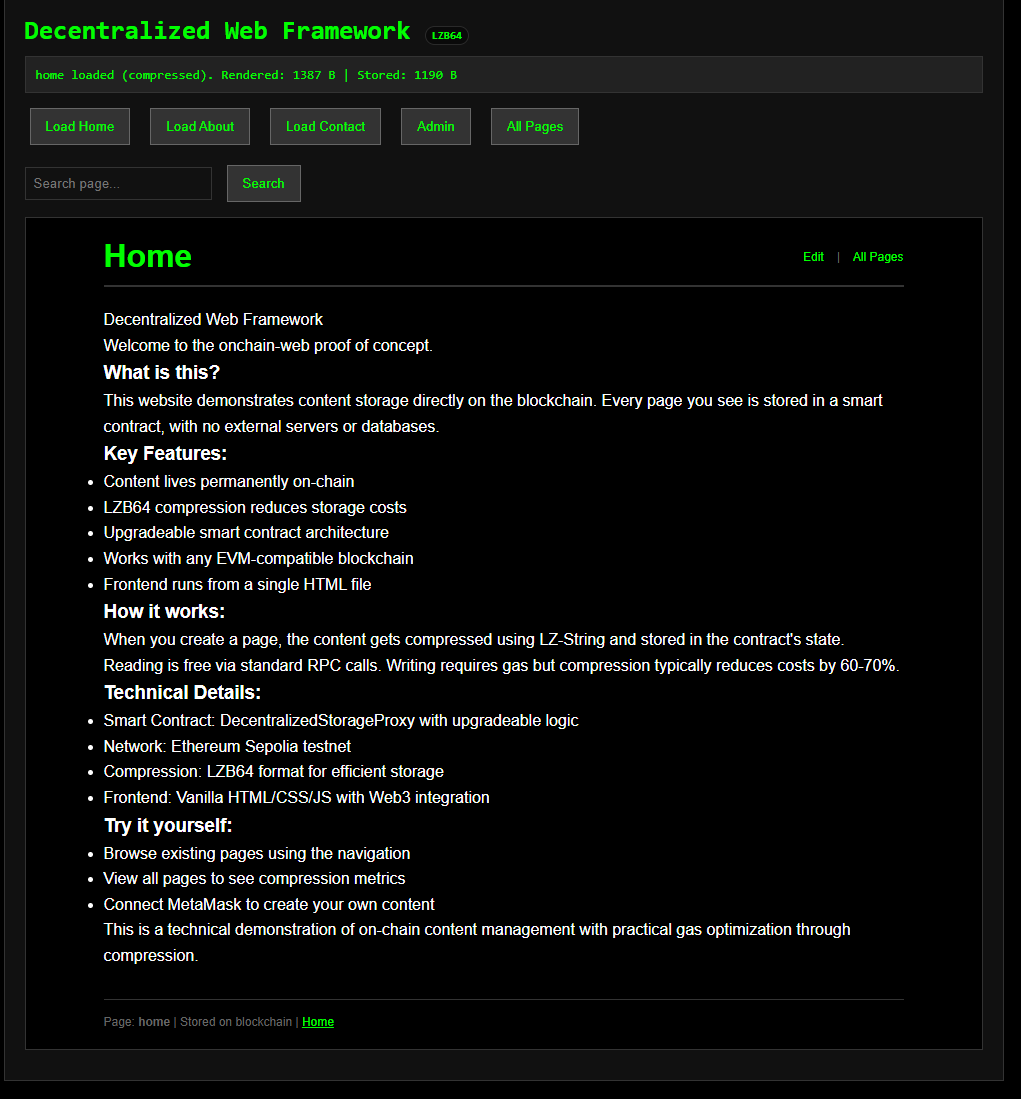 Decentralized Web Framework LZB64
home loaded (compressed). Rendered: 1387 B | Stored: 1190 B
Load Home Load About Load Contact Admin All Pages
Search page... Search
Home Edit | All Pages
Decentralized Web Framework
Welcome to the onchain-web proof of concept.
What is this?
This website demonstrates content storage directly on the blockchain. Every page you see is stored in a smart
contract, with no external servers or databases.
Key Features:
• Content lives permanently on-chain
• LZB64 compression reduces storage costs
• Upgradeable smart contract architecture
• Works with any EVM-compatible blockchain
• Frontend runs from a single HTML file
How it works:
When you create a page, the content gets compressed using LZ-String and stored in the contract's state.
Reading is free via standard RPC calls. Writing requires gas but compression typically reduces costs by 60-70%.
Technical Details:
• Smart Contract: DecentralizedStorageProxy with upgradeable logic
• Network: Ethereum Sepolia testnet
• Compression: LZB64 format for efficient storage
• Frontend: Vanilla HTML/CSS/JS with Web3 integration
Try it yourself:
• Browse existing pages using the navigation
• View all pages to see compression metrics
• Connect MetaMask to create your own content
This is a technical demonstration of on-chain content management with practical gas optimization through
compression.
Page: home | Stored on blockchain | Home